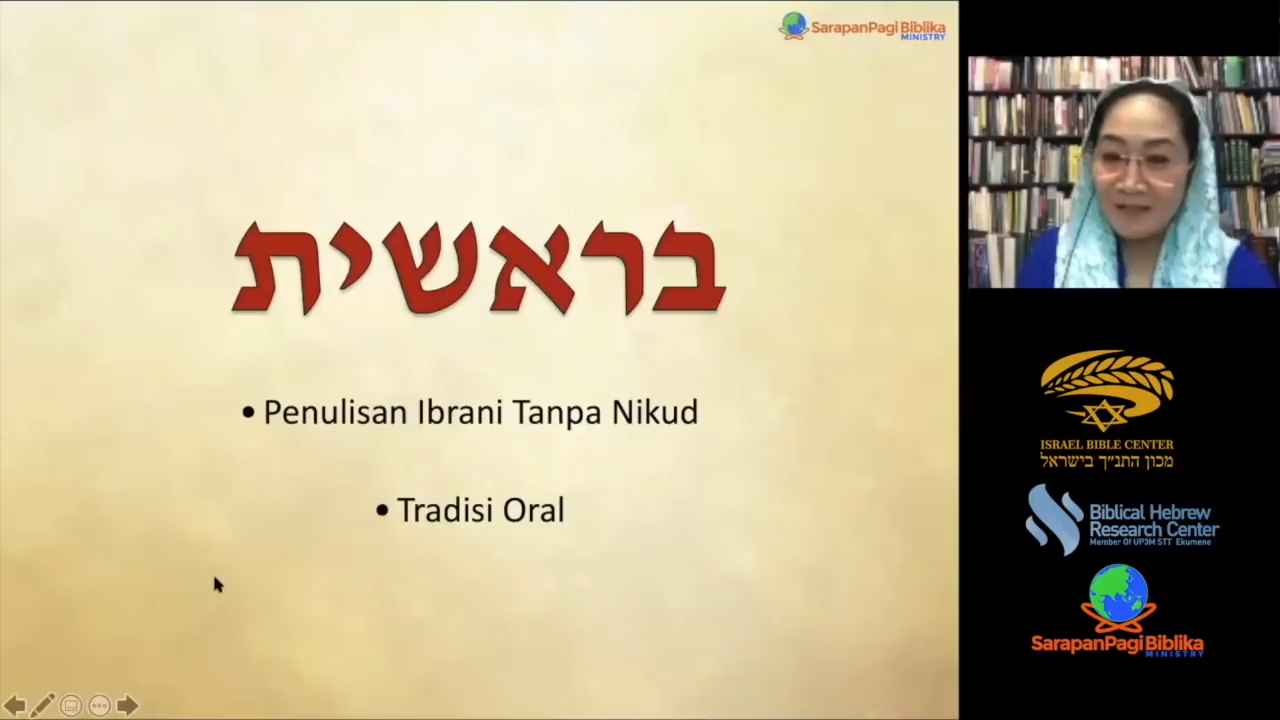 SarapanPagi Biblika
MINISTRY
בראשית
• Penulisan Ibrani Tanpa Nikud
• Tradisi Oral
ISRAEL BIBLE CENTER
מכון התנ״ך בישראל
Biblical Hebrew
Research Center
Member Of UP3M STT Ekumene
SarapanPagi Biblika
MINISTRY